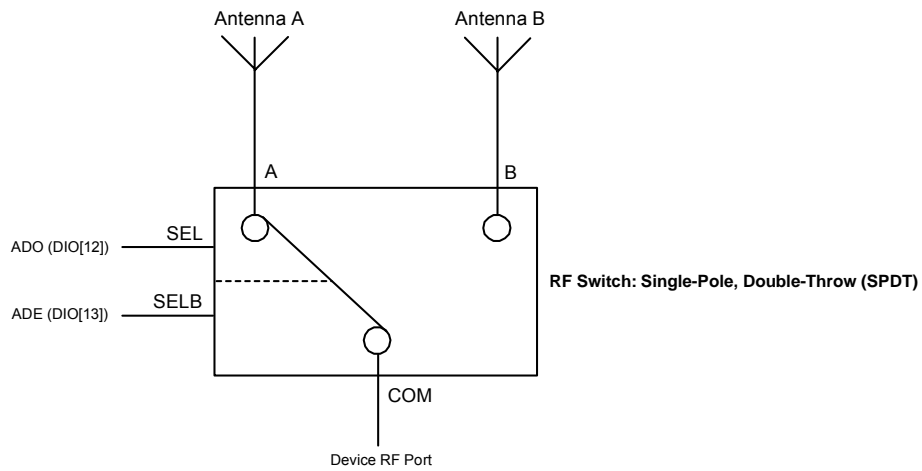 Antenna A
Antenna B
A
B
ADO (DIO[12])
SEL
RF Switch: Single-Pole, Double-Throw (SPDT)
ADE (DIO[13])
SELB
COM
Device RF Port